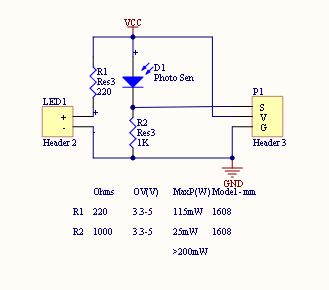 VCC
R1
Res3
220
D1
Photo Sen
LED1
+
-
Header 2
R2
Res3
1K
P1
S
V
G
Header 3
GND
Ohms OV(V) MaxP(W) Model - mm
R1 220 3.3-5 115mW 1608
R2 1000 3.3-5 25mW 1608
>200mW